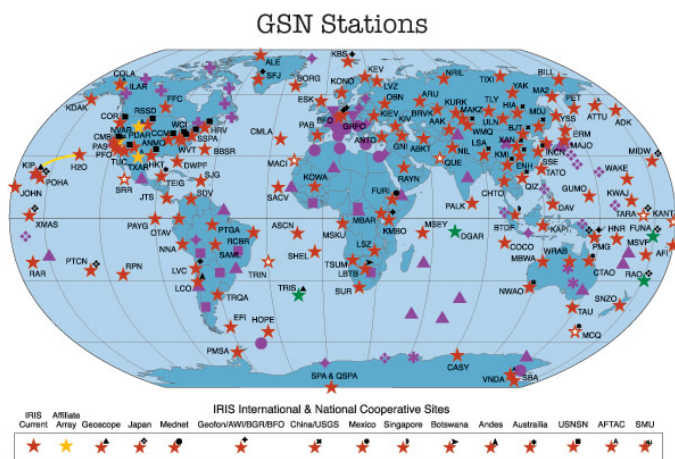 GSN Stations
KBS
ALE
SFJ
BORG
KEV
KONO
LVZ
NRIL
TIXI
BILL
COLA
ILAR
YAK
MA2
PET
ATTU
ADK
KDAK
FFC
ESK
OBN
ARU
KURK
TLY
HIA
MDJ
COR
RSSD
PAB
BFO
GRFO
KIEV
KIV
BRVK
AAK
MAKZ
ULN
YSS
NVAR
PDAR
CCM
WCI
HRV
SSPA
WMQ
BJT
ERM
CMB
PAS
PFO
TUC
ANMO
WVT
BBSR
CMLA
ANTO
GNI
ABKT
LSA
XAN
INCN
MAJO
MIDW
KIP
POHA
H2O
HKT
DWPF
MACI
QUE
KMI
ENH
SSE
TATO
WAKE
JOHN
SRR
TEIG
SJG
KOWA
FURI
RAYN
CHTO
QIZ
GUMO
KWAJ
JTS
SDV
SACV
PALK
DAV
TARA
KANT
XMAS
PAYG
OTAV
PTGA
RCBR
ASCN
MSKU
MBAR
KMBO
MSEY
DGAR
BTDF
KAPI
PMG
HNR
FUNA
MSVF
AFI
NNA
SAML
SHEL
LSZ
COCO
MBWA
WRAB
CTAO
RAO
RAR
PTCN
RPN
LVC
LCO
TRIN
TSUM
LBTB
TRQA
TRIS
SUR
NWAO
TAU
SNZO
EFI
HOPE
MCQ
PMSA
SPA & QSPA
CASY
VNDA
SBA
IRIS International & National Cooperative Sites
IRIS Current
Affiliate Array
Geoscope
Japan
Mednet
Geofon/AWI/BGR/BFO
China/USGS
Mexico
Singapore
Botswana
Andes
Austrailia
USNSN
AFTAC
SMU